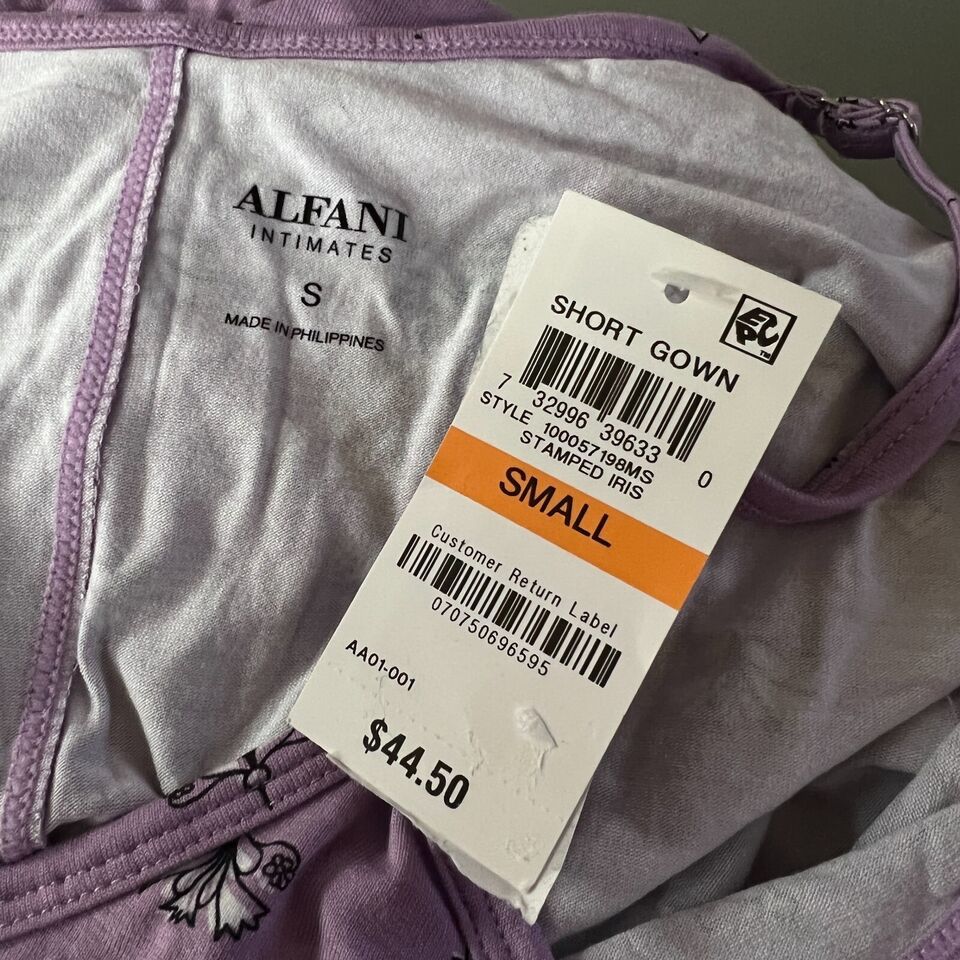 ALFANI
INTIMATES
S
MADE IN PHILIPPINES
SHORT GOWN
7 32996 39633 0
STYLE 100057198MS
STAMPED IRIS
SMALL
Customer Return Label
070750696595
AA01-001
$44.50